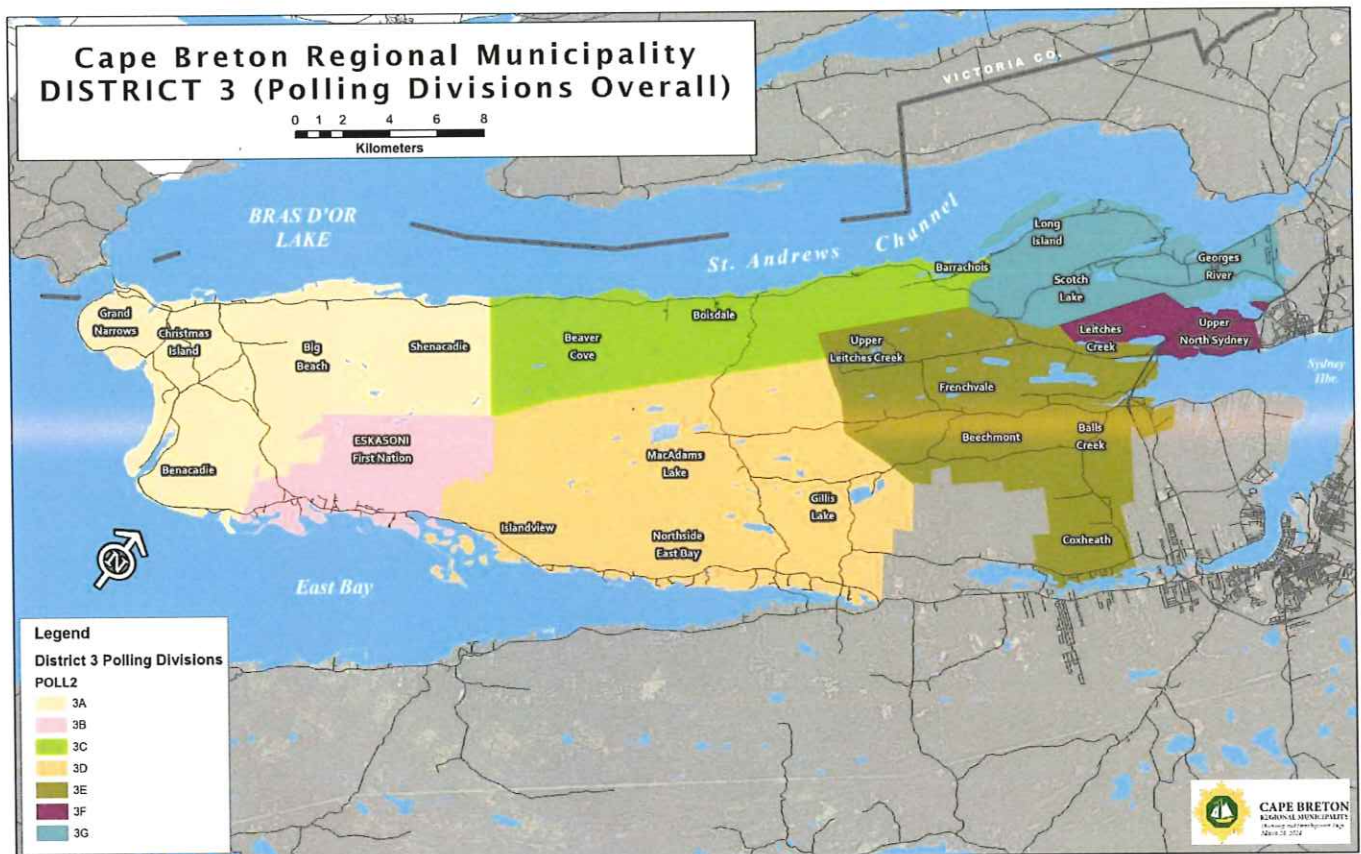 Cape Breton Regional Municipality
DISTRICT 3 (Polling Divisions Overall)
0 1 2 4 6 8
Kilometers
VICTORIA CO.
BRAS D'OR
LAKE
St. Andrews Channel
Long
Island
Barrachois
Georges
River
Scotch
Lake
Grand
Narrows
Christmas
Island
Big
Beach
Shenacadie
Beaver
Cove
Boisdale
Upper
Leitches Creek
Leitches
Creek
Upper
North Sydney
Sydney
Hbr.
Frenchvale
ESKASONI
First Nation
Beechmont
Balls
Creek
Benacadie
MacAdams
Lake
Gillis
Lake
Islandview
Northside
East Bay
Coxheath
N
East Bay
Legend
District 3 Polling Divisions
POLL2
3A
3B
3C
3D
3E
3F
3G
CAPE BRETON
REGIONAL MUNICIPALITY